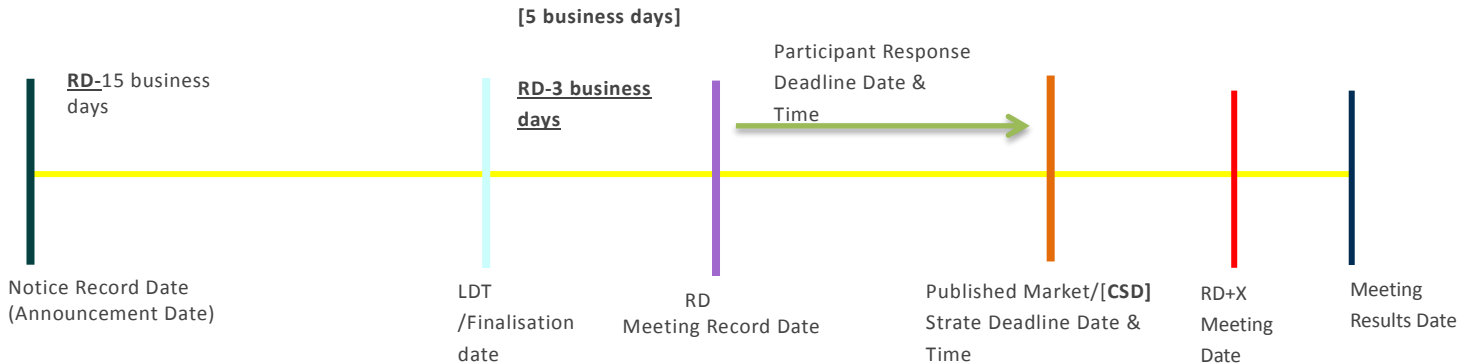 [5 business days]
RD-15 business
days
RD-3 business
days
Participant Response
Deadline Date &
Time
Notice Record Date
(Announcement Date)
LDT
/Finalisation
date
RD
Meeting Record Date
Published Market/[CSD]
Strate Deadline Date &
Time
RD+X
Meeting
Date
Meeting
Results Date